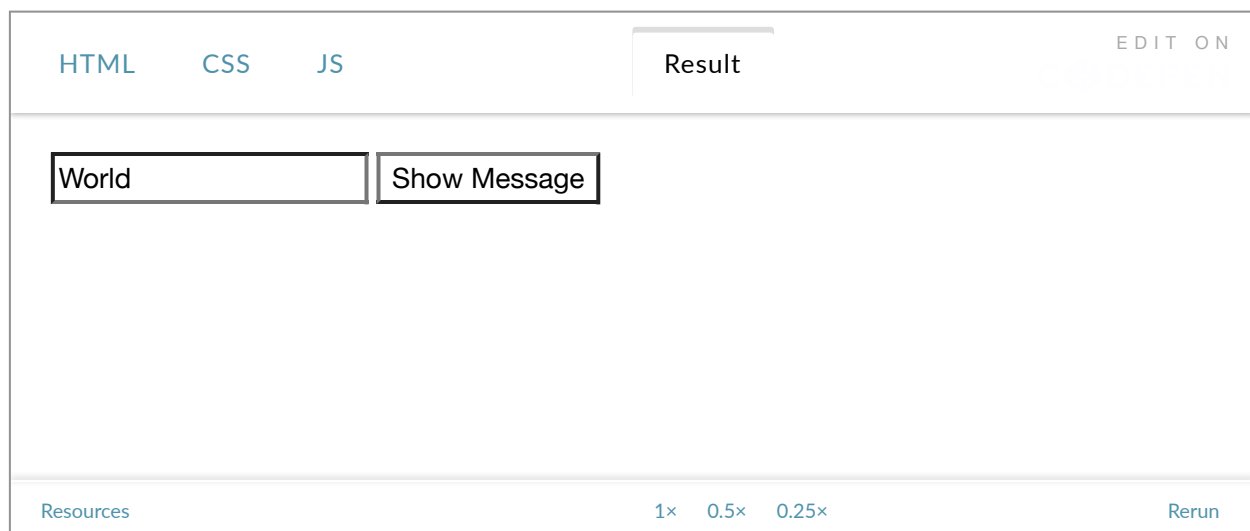 HTML CSS JS Result EDIT ON
World Show Message
Resources 1× 0.5× 0.25× Rerun